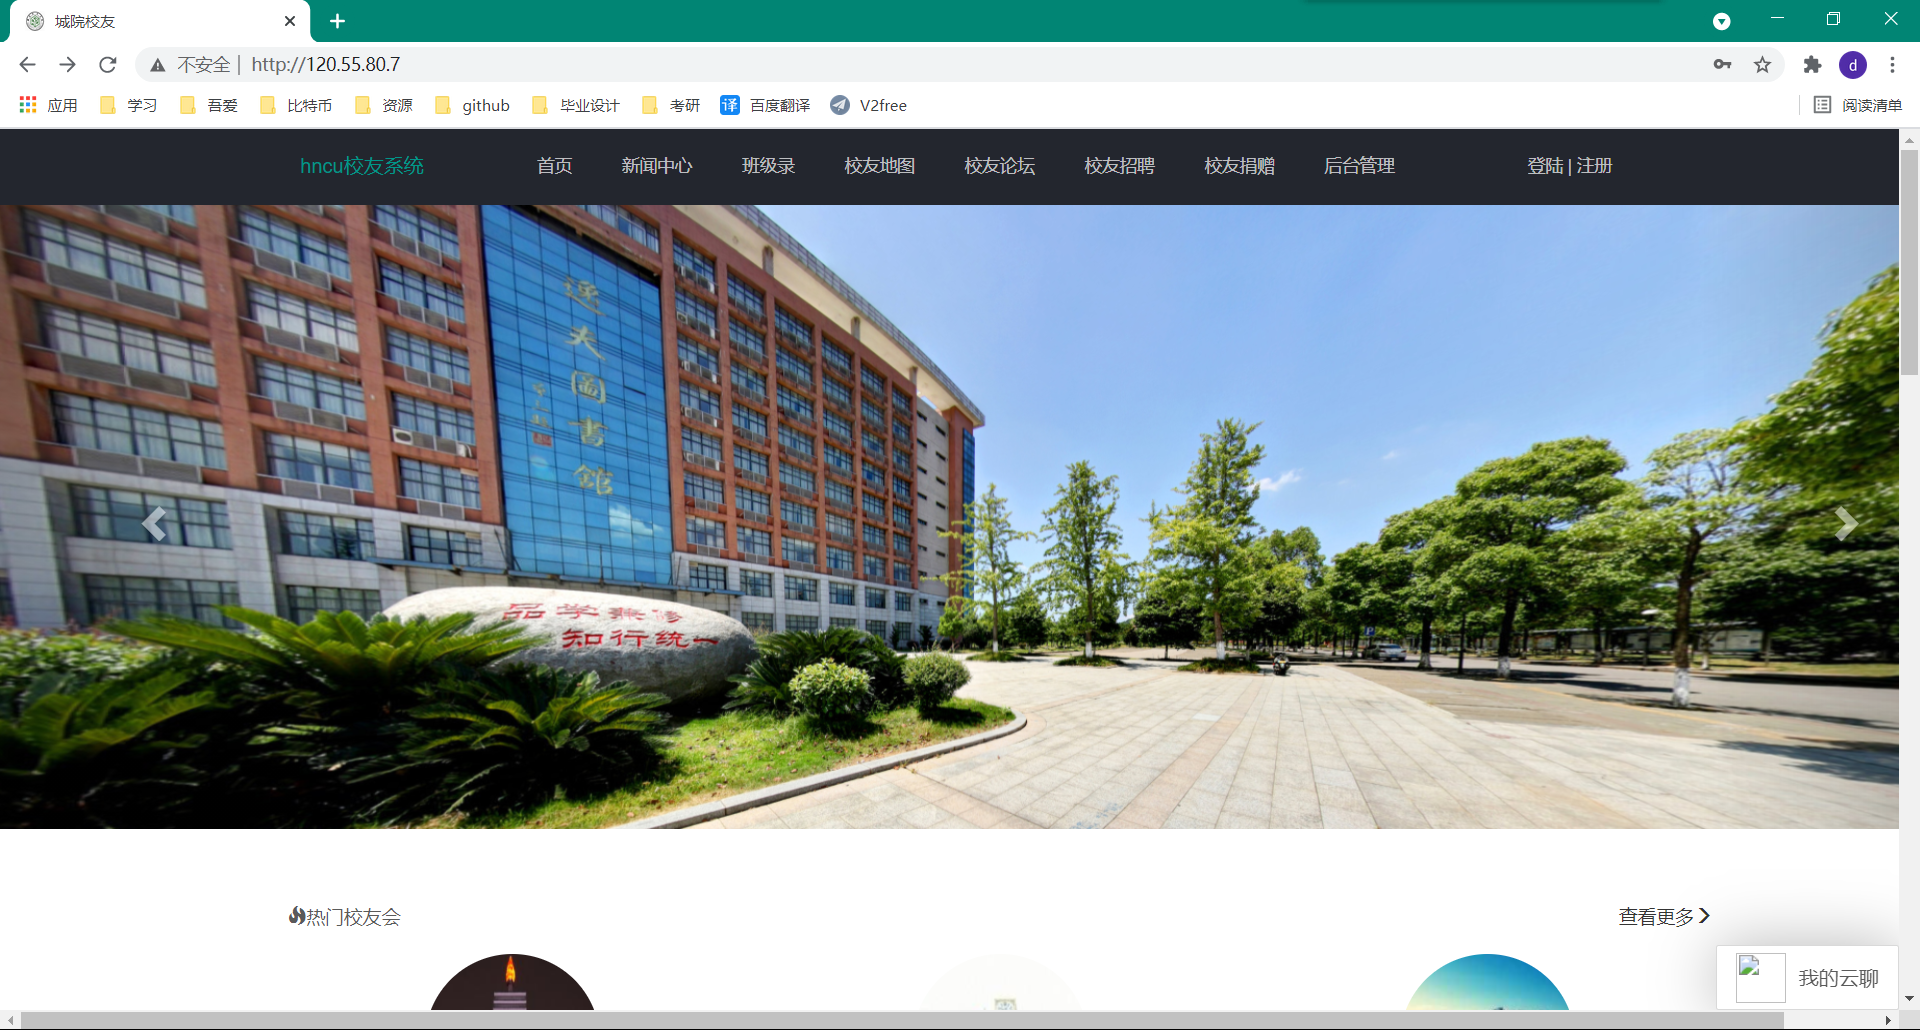 城院校友
不安全 | http://120.55.80.7
d
应用 学习 吾爱 比特币 资源 github 毕业设计 考研 译 百度翻译 V2free 阅读清单
hncu校友系统 首页 新闻中心 班级录 校友地图 校友论坛 校友招聘 校友捐赠 后台管理 登陆 | 注册
逸夫圖書館
品学兼修
知行统一
热门校友会 查看更多
我的云聊